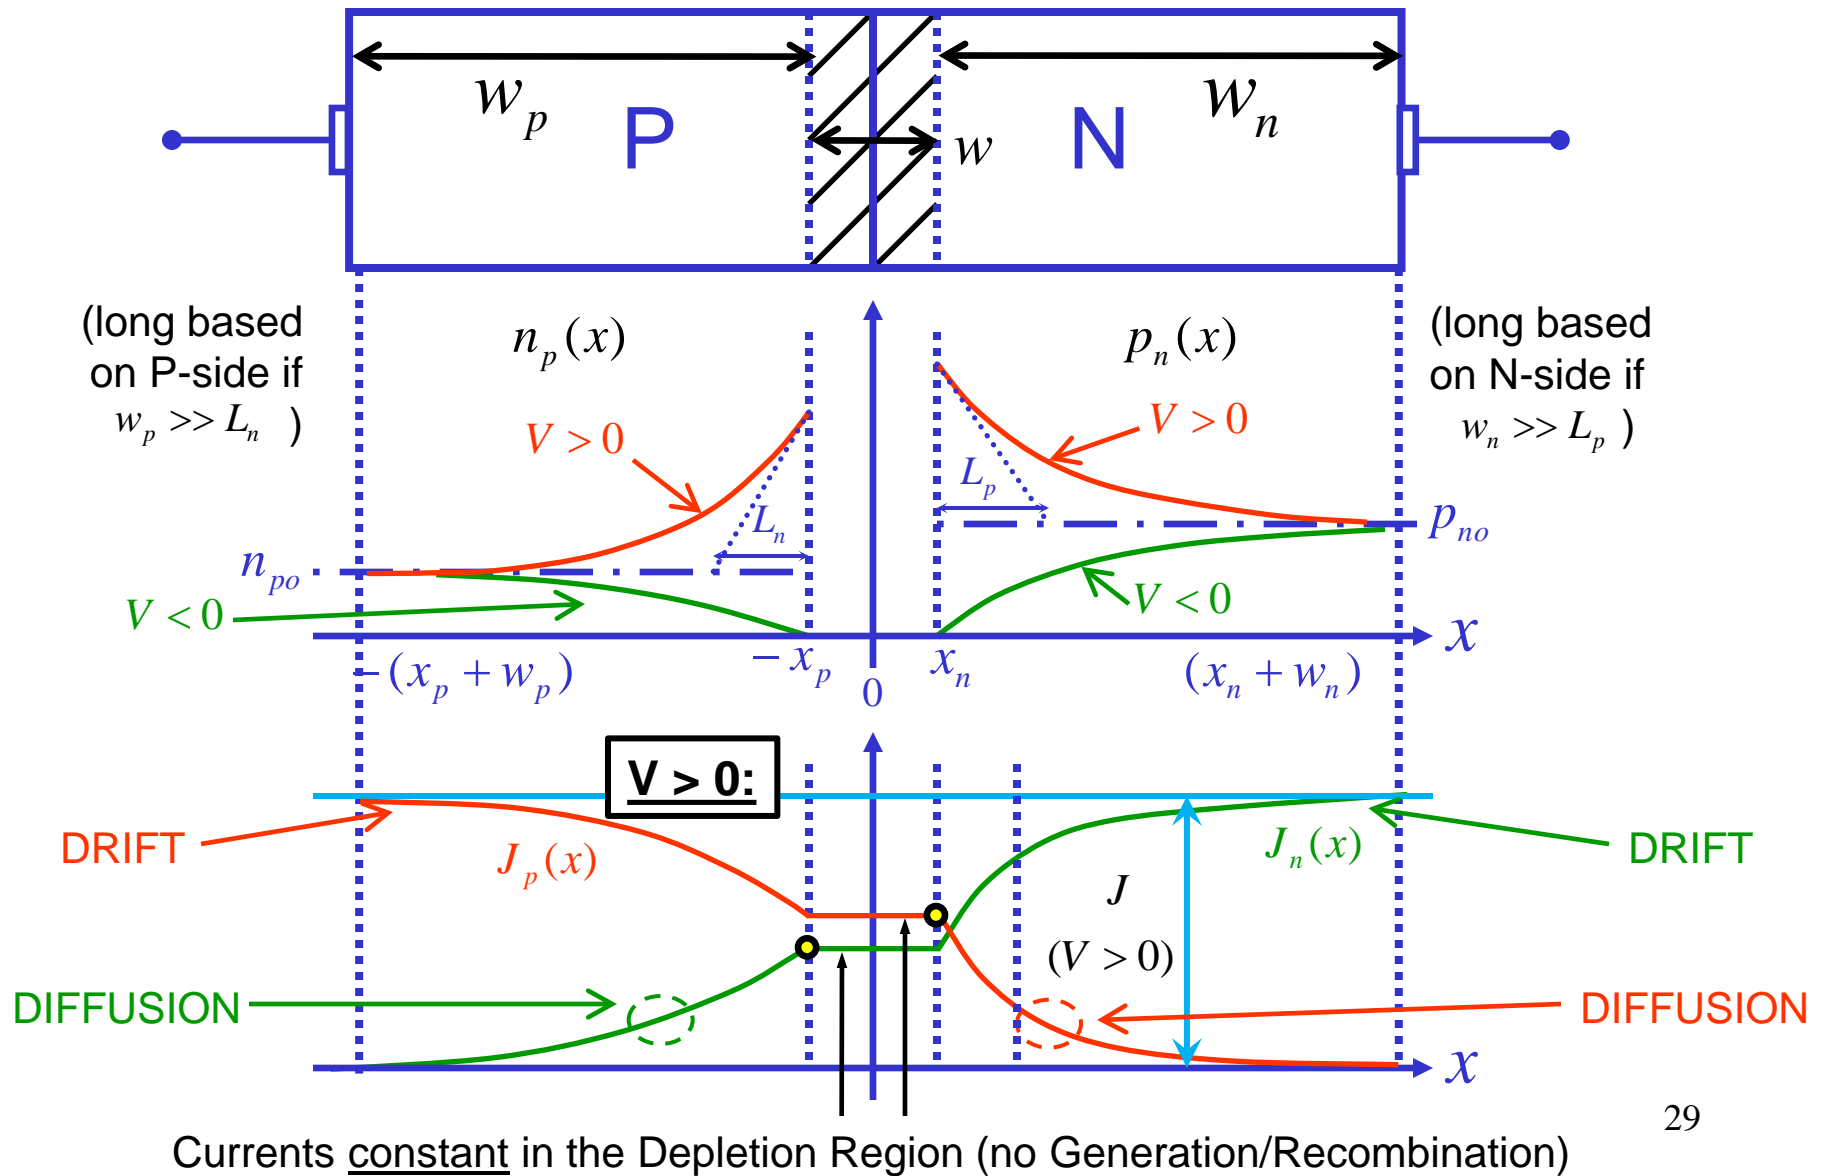 w_p
P
w
N
w_n
(long based
on P-side if
w_p >> L_n )
n_p(x)
p_n(x)
(long based
on N-side if
w_n >> L_p )
V > 0
V > 0
L_p
L_n
n_po
p_no
V < 0
V < 0
x
−(x_p + w_p)
−x_p
0
x_n
(x_n + w_n)
V > 0:
DRIFT
J_p(x)
J_n(x)
DRIFT
J
(V > 0)
DIFFUSION
DIFFUSION
x
29
Currents constant in the Depletion Region (no Generation/Recombination)